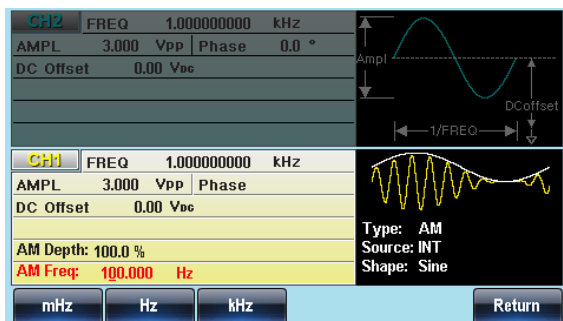 CH2 FREQ 1.000000000 kHz
AMPL 3.000 Vpp Phase 0.0 °
DC Offset 0.00 VDC
Ampl
DCoffset
1/FREQ
CH1 FREQ 1.000000000 kHz
AMPL 3.000 Vpp Phase
DC Offset 0.00 VDC
AM Depth: 100.0 %
AM Freq: 100.000 Hz
Type: AM
Source: INT
Shape: Sine
mHz Hz kHz Return